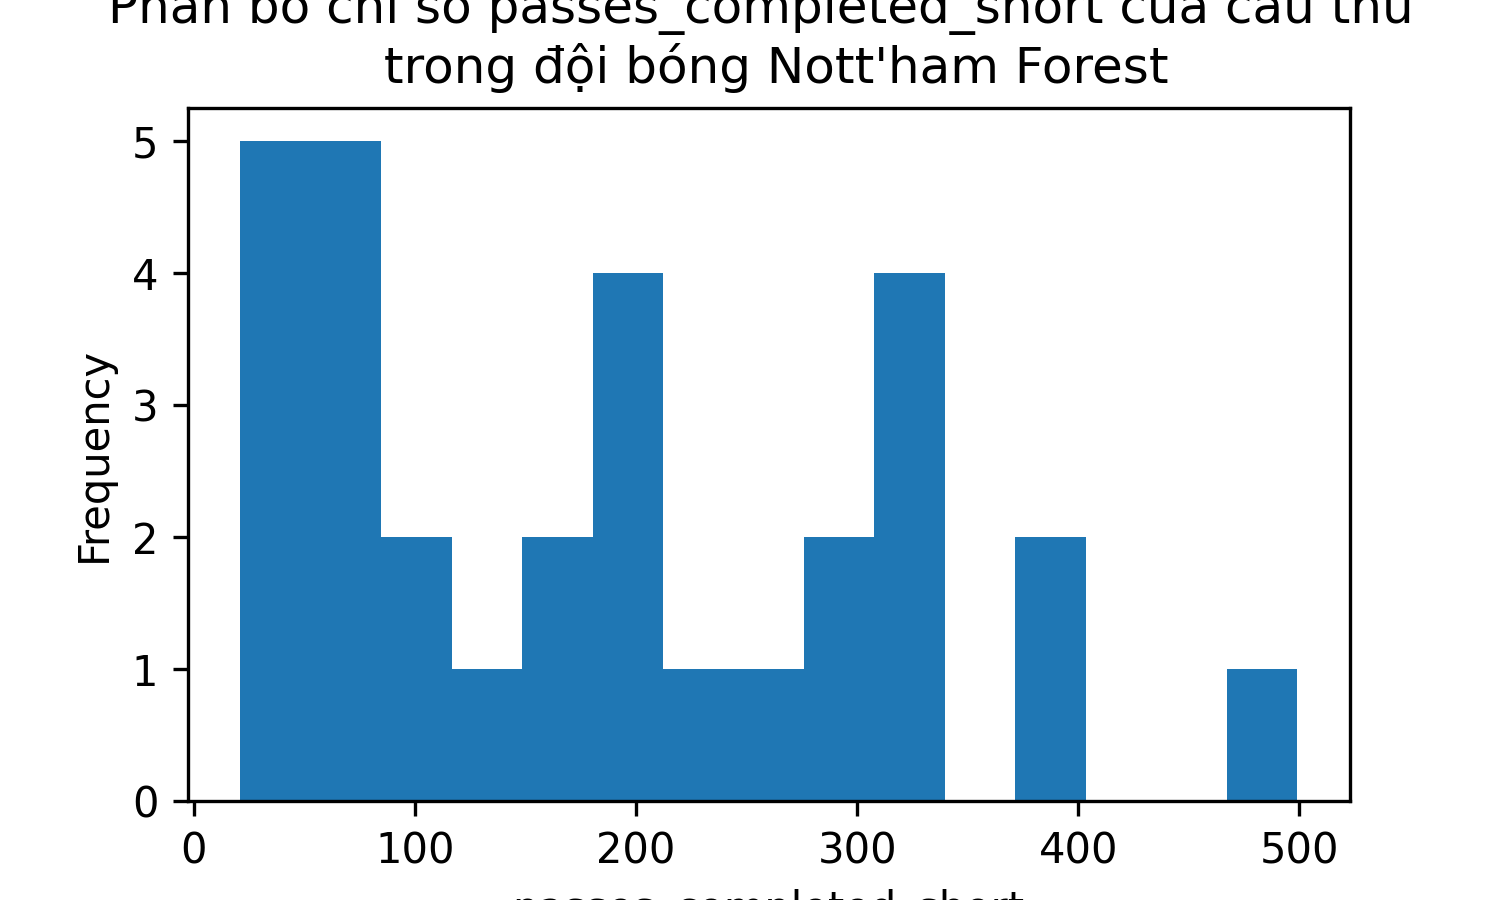 Phân bố chỉ số passes_completed_short của cầu thủ
trong đội bóng Nott'ham Forest
5
4
3
2
1
0
Frequency
0 100 200 300 400 500
passes_completed_short